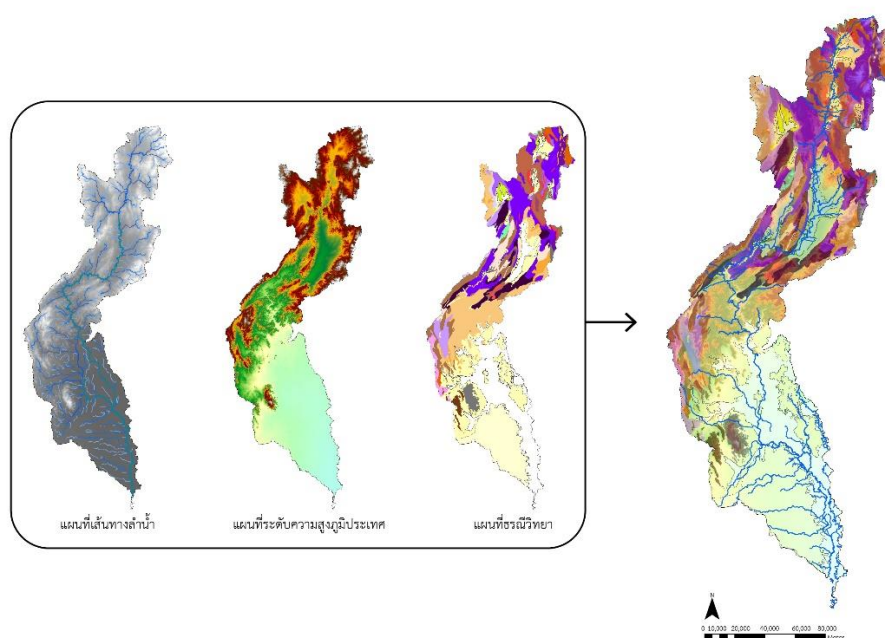 แผนที่เส้นทางลำน้ำ
แผนที่ระดับความสูงภูมิประเทศ
แผนที่ธรณีวิทยา
N
0 10,000 20,000 40,000 60,000 80,000
Meters